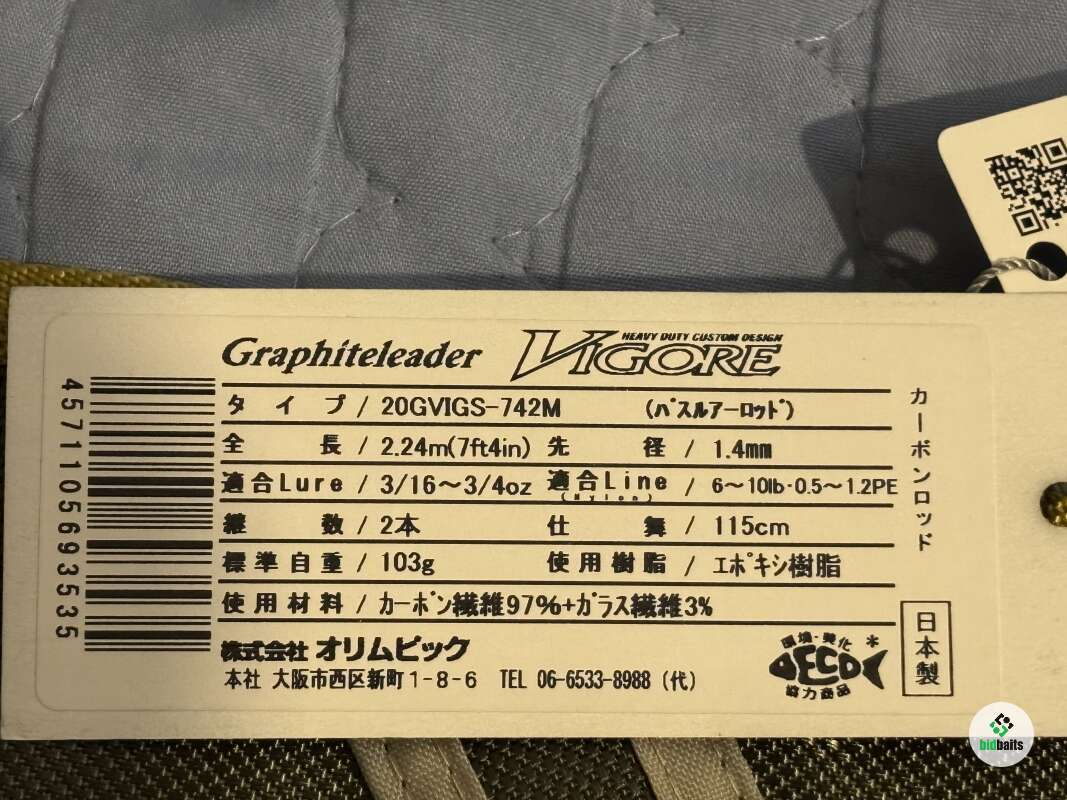 Graphiteleader VIGORE HEAVY DUTY CUSTOM DESIGN
タイプ / 20GVIGS-742M (バスルアーロッド)
全長 / 2.24m(7ft4in) 先径 / 1.4mm
適合Lure / 3/16～3/4oz 適合Line (Nylon) / 6～10lb・0.5～1.2PE
継数 / 2本 仕舞 / 115cm
標準自重 / 103g 使用樹脂 / エポキシ樹脂
使用材料 / カーボン繊維97%+ガラス繊維3%
株式会社 オリムピック
本社 大阪市西区新町1-8-6 TEL 06-6533-8988 (代)
4571105693535
カーボンロッド
日本製
環境・美化*
DECO
協力商品
bidbaits